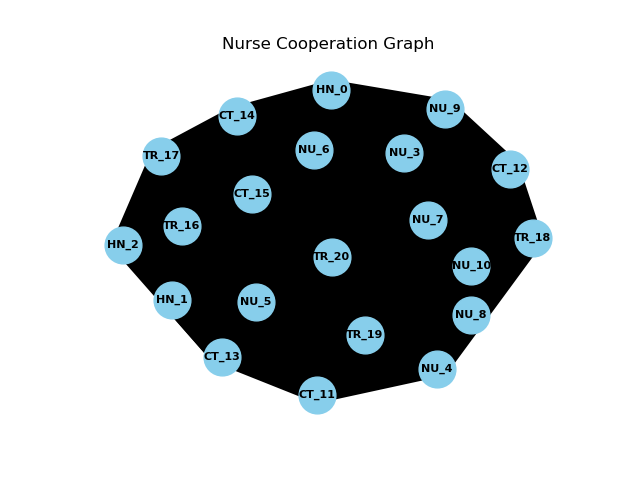 Nurse Cooperation Graph
HN_0
NU_9
CT_14
NU_6
NU_3
TR_17
CT_12
CT_15
NU_7
TR_16
TR_18
HN_2
TR_20
NU_10
HN_1
NU_5
NU_8
TR_19
CT_13
NU_4
CT_11